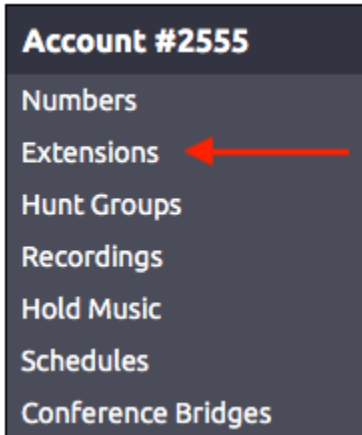 Account #2555
Numbers
Extensions
Hunt Groups
Recordings
Hold Music
Schedules
Conference Bridges